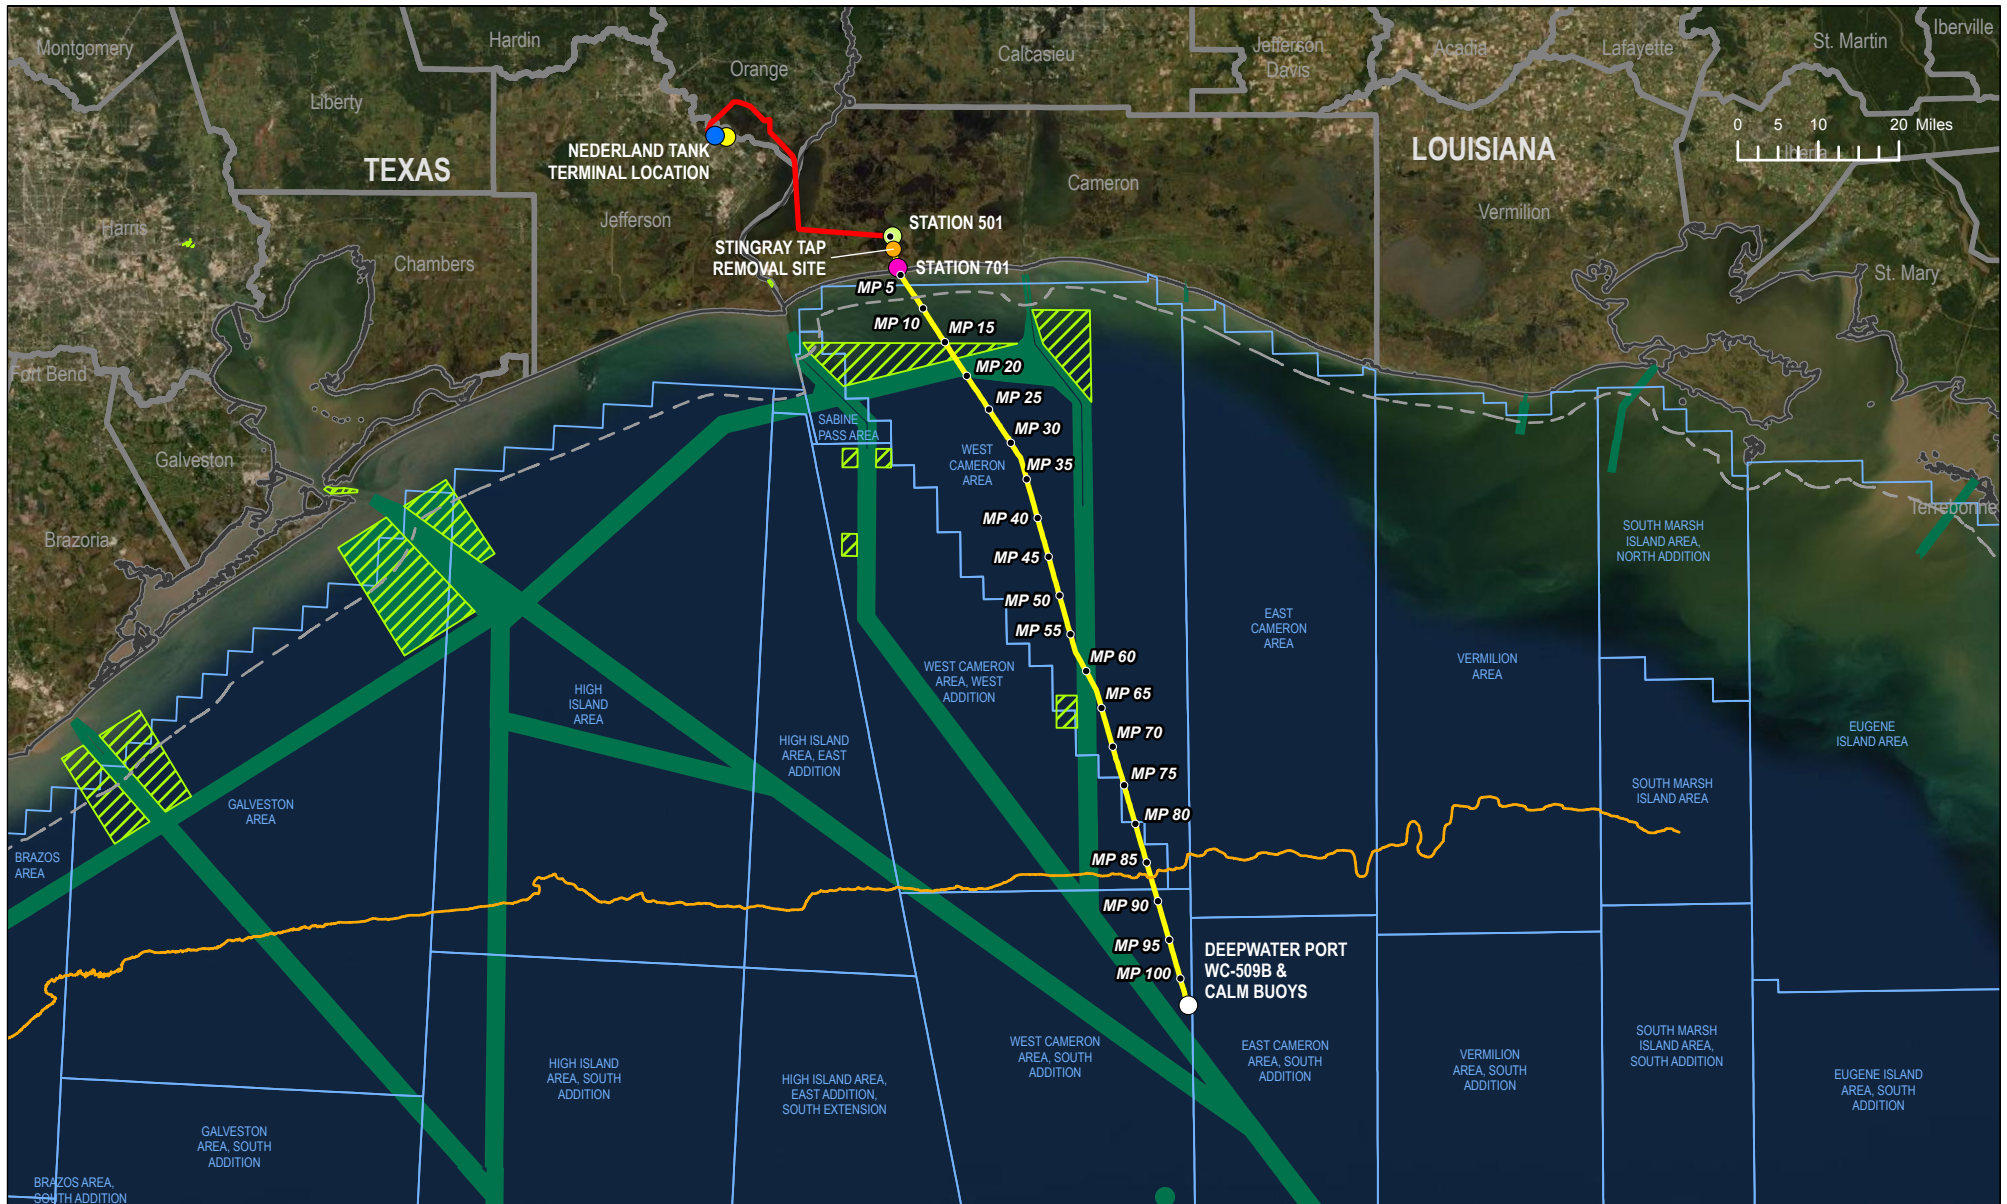 Montgomery
Hardin
Orange
Calcasieu
Jefferson
Davis
Acadia
Lafayette
St. Martin
Iberville
Liberty
NEDERLAND TANK
TERMINAL LOCATION
TEXAS
LOUISIANA
0 5 10 20 Miles
Iberia
Harris
Jefferson
Cameron
Vermilion
Chambers
STATION 501
STINGRAY TAP
REMOVAL SITE
STATION 701
St. Mary
MP 5
MP 10
MP 15
MP 20
MP 25
MP 30
MP 35
MP 40
MP 45
MP 50
MP 55
MP 60
MP 65
MP 70
MP 75
MP 80
MP 85
MP 90
MP 95
MP 100
Fort Bend
Galveston
Brazoria
Terrebonne
SABINE
PASS AREA
WEST
CAMERON
AREA
SOUTH MARSH
ISLAND AREA,
NORTH ADDITION
EAST
CAMERON
AREA
VERMILION
AREA
WEST CAMERON
AREA, WEST
ADDITION
HIGH
ISLAND
AREA
HIGH ISLAND
AREA, EAST
ADDITION
EUGENE
ISLAND AREA
SOUTH MARSH
ISLAND AREA
GALVESTON
AREA
BRAZOS
AREA
DEEPWATER PORT
WC-509B &
CALM BUOYS
WEST CAMERON
AREA, SOUTH
ADDITION
EAST CAMERON
AREA, SOUTH
ADDITION
VERMILION
AREA, SOUTH
ADDITION
SOUTH MARSH
ISLAND AREA,
SOUTH ADDITION
EUGENE ISLAND
AREA, SOUTH
ADDITION
HIGH ISLAND
AREA, SOUTH
ADDITION
HIGH ISLAND AREA,
EAST ADDITION,
SOUTH EXTENSION
GALVESTON
AREA, SOUTH
ADDITION
BRAZOS AREA,
SOUTH ADDITION